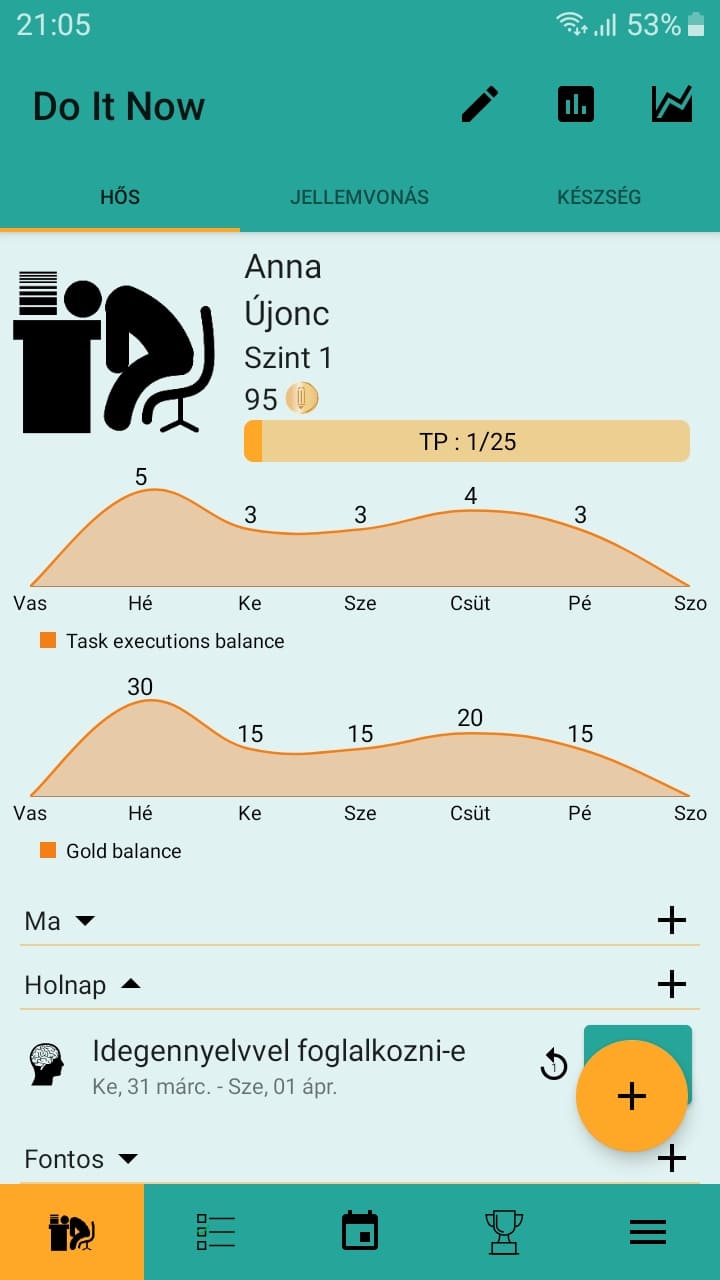 21:05 53%
Do It Now
HŐS JELLEMVONÁS KÉSZSÉG
Anna
Újonc
Szint 1
95
TP : 1/25
5 3 3 4 3
Vas Hé Ke Sze Csüt Pé Szo
Task executions balance
30 15 15 20 15
Vas Hé Ke Sze Csüt Pé Szo
Gold balance
Ma
Holnap
Idegennyelvvel foglalkozni-e
1
Ke, 31 márc. - Sze, 01 ápr.
Fontos